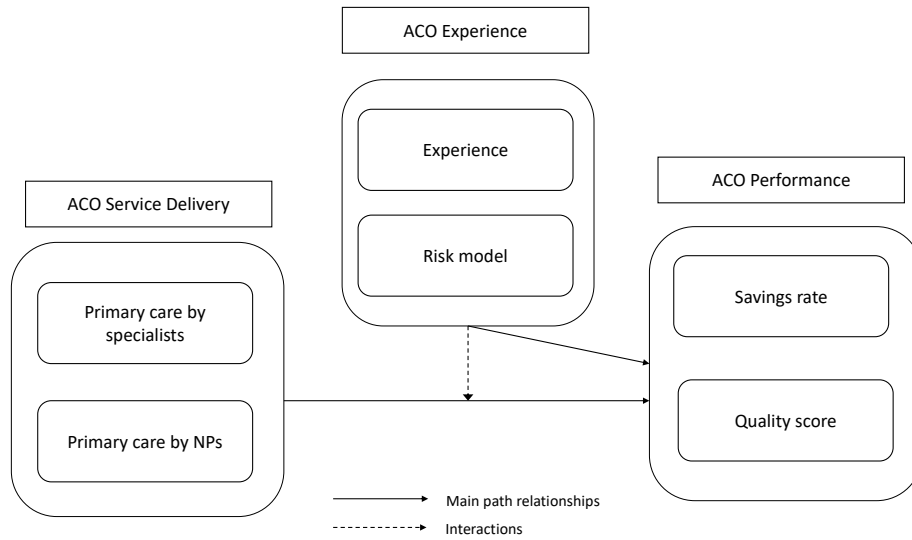 ACO Experience
Experience
Risk model
ACO Service Delivery
Primary care by
specialists
Primary care by NPs
ACO Performance
Savings rate
Quality score
Main path relationships
Interactions